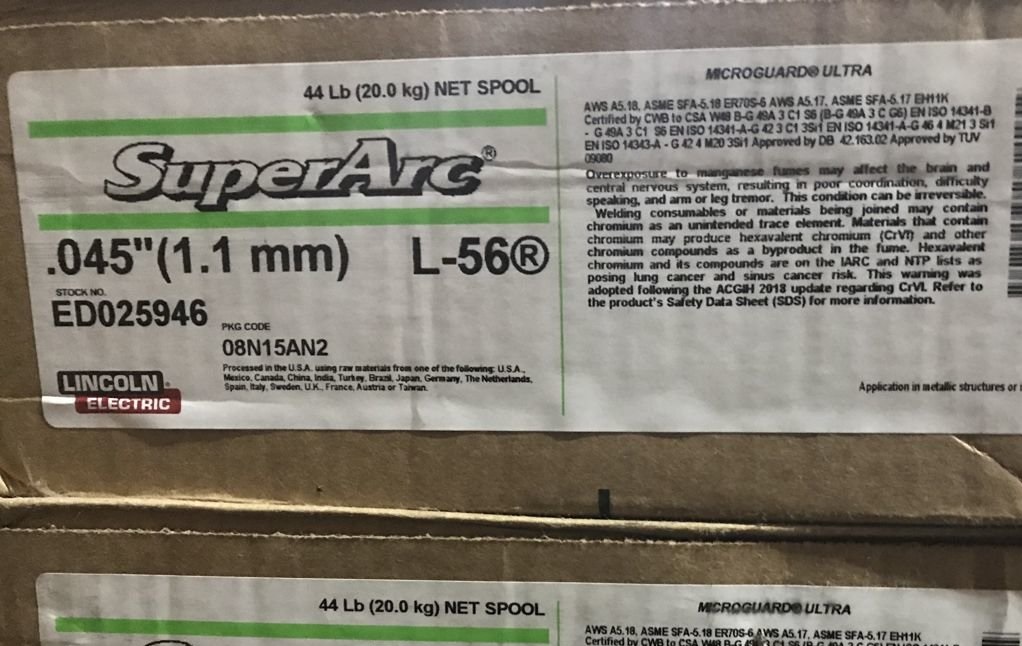 44 Lb (20.0 kg) NET SPOOL
SuperArc®
.045"(1.1 mm) L-56®
STOCK NO.
ED025946
PKG CODE
08N15AN2
Processed in the U.S.A. using raw materials from one of the following: U.S.A.,
Mexico, Canada, China, India, Turkey, Brazil, Japan, Germany, The Netherlands,
Spain, Italy, Sweden, U.K., France, Austria or Taiwan.
LINCOLN
ELECTRIC
MICROGUARD® ULTRA
AWS A5.18, ASME SFA-5.18 ER70S-6 AWS A5.17, ASME SFA-5.17 EH11K
Certified by CWB to CSA W48 B-G 49A 3 C1 S6 (B-G 49A 3 C G6) EN ISO 14341-B
- G 49A 3 C1 S6 EN ISO 14341-A-G 42 3 C1 3Si1 EN ISO 14341-A-G 46 4 M21 3 Si1
EN ISO 14343-A - G 42 4 M20 3Si1 Approved by DB 42.163.02 Approved by TUV
09080
Overexposure to manganese fumes may affect the brain and
central nervous system, resulting in poor coordination, difficulty
speaking, and arm or leg tremor. This condition can be irreversible.
Welding consumables or materials being joined may contain
chromium as an unintended trace element. Materials that contain
chromium may produce hexavalent chromium (CrVI) and other
chromium compounds as a byproduct in the fume. Hexavalent
chromium and its compounds are on the IARC and NTP lists as
posing lung cancer and sinus cancer risk. This warning was
adopted following the ACGIH 2018 update regarding CrVI. Refer to
the product's Safety Data Sheet (SDS) for more information.
Application in metallic structures or
44 Lb (20.0 kg) NET SPOOL
MICROGUARD® ULTRA
AWS A5.18, ASME SFA-5.18 ER70S-6 AWS A5.17, ASME SFA-5.17 EH11K
Certified by CWB to CSA W48 B-G